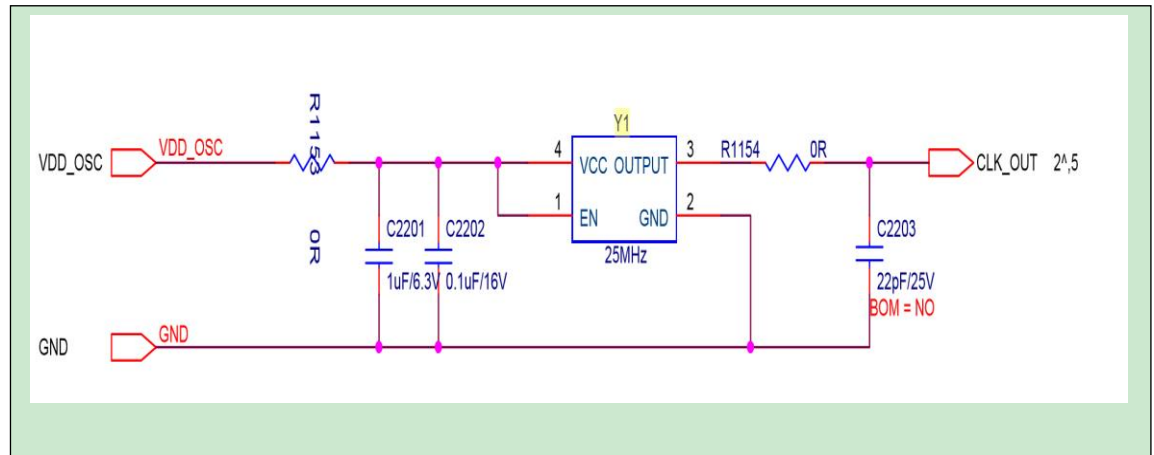 R1153 0R
Y1
VDD_OSC
VDD_OSC
4
3
R1154
0R
VCC OUTPUT
CLK_OUT 2^,5
1
2
EN GND
25MHz
C2201
C2202
1uF/6.3V
0.1uF/16V
C2203
22pF/25V
BOM = NO
GND
GND